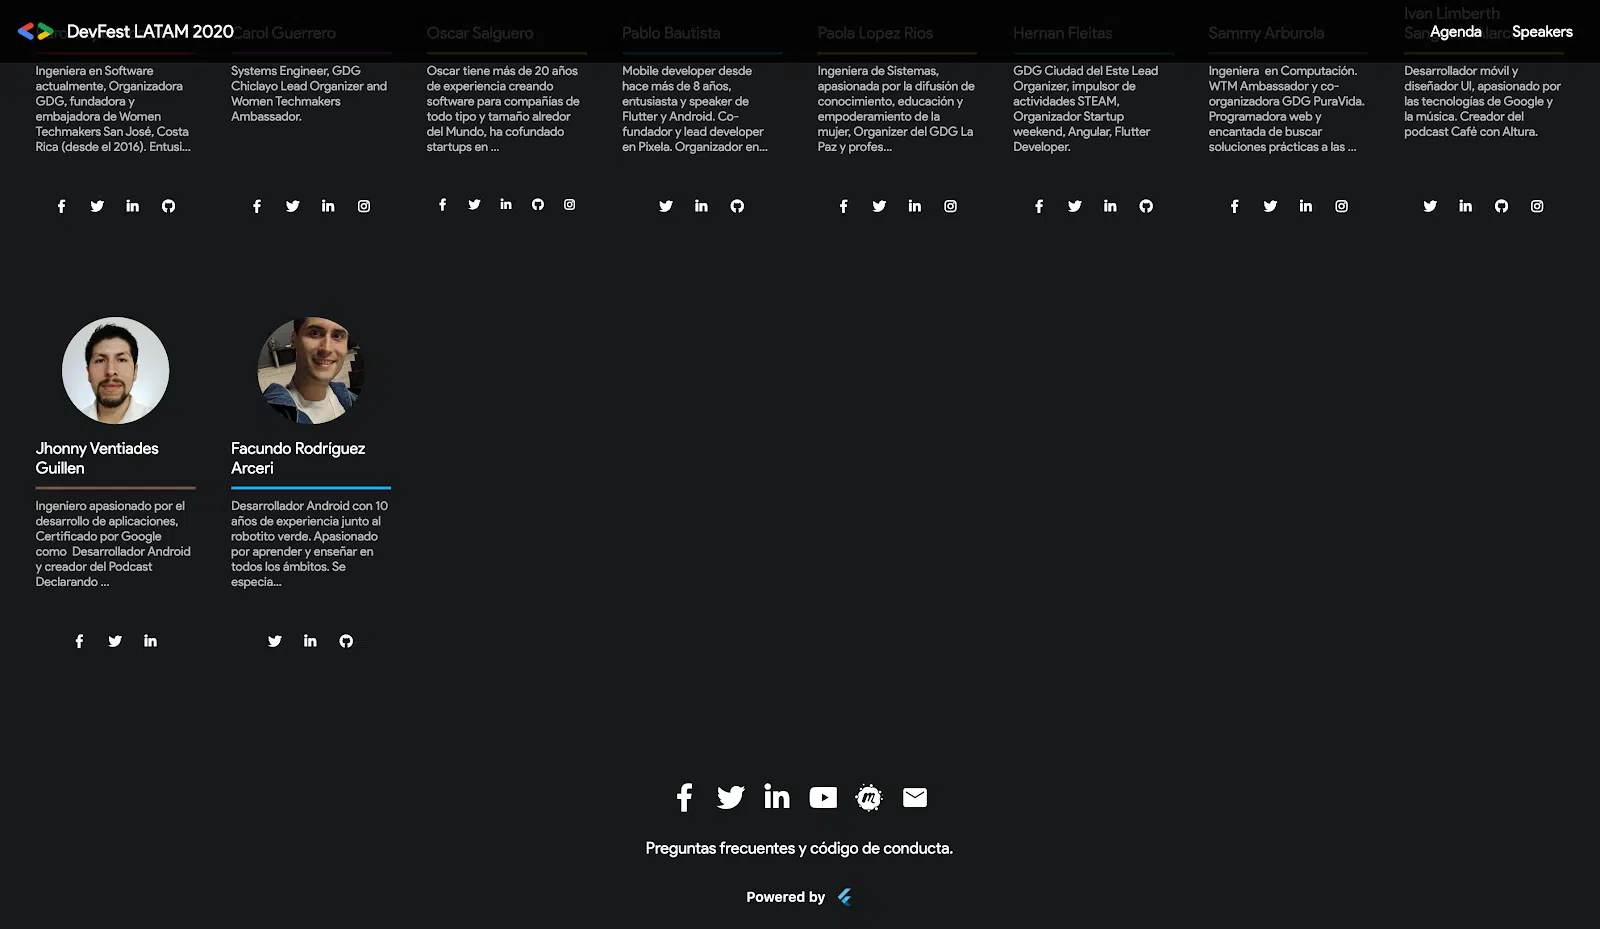 DevFest LATAM 2020
Agenda
Speakers
Carol Guerrero
Oscar Salguero
Pablo Bautista
Paola Lopez Rios
Hernan Fleitas
Sammy Arburola
Ivan Limberth
Ingeniera en Software
actualmente, Organizadora
GDG, fundadora y
embajadora de Women
Techmakers San José, Costa
Rica (desde el 2016). Entusi...
Systems Engineer, GDG
Chiclayo Lead Organizer and
Women Techmakers
Ambassador.
Oscar tiene más de 20 años
de experiencia creando
software para compañías de
todo tipo y tamaño alredor
del Mundo, ha cofundado
startups en ...
Mobile developer desde
hace más de 8 años,
entusiasta y speaker de
Flutter y Android. Co-
fundador y lead developer
en Pixela. Organizador en...
Ingeniera de Sistemas,
apasionada por la difusión de
conocimiento, educación y
empoderamiento de la
mujer, Organizer del GDG La
Paz y profes...
GDG Ciudad del Este Lead
Organizer, impulsor de
actividades STEAM,
Organizador Startup
weekend, Angular, Flutter
Developer.
Ingeniera en Computación.
WTM Ambassador y co-
organizadora GDG PuraVida.
Programadora web y
encantada de buscar
soluciones prácticas a las ...
Desarrollador móvil y
diseñador UI, apasionado por
las tecnologías de Google y
la música. Creador del
podcast Café con Altura.
Jhonny Ventiades
Guillen
Ingeniero apasionado por el
desarrollo de aplicaciones,
Certificado por Google
como Desarrollador Android
y creador del Podcast
Declarando ...
Facundo Rodríguez
Arceri
Desarrollador Android con 10
años de experiencia junto al
robotito verde. Apasionado
por aprender y enseñar en
todos los ámbitos. Se
especia...
Preguntas frecuentes y código de conducta.
Powered by